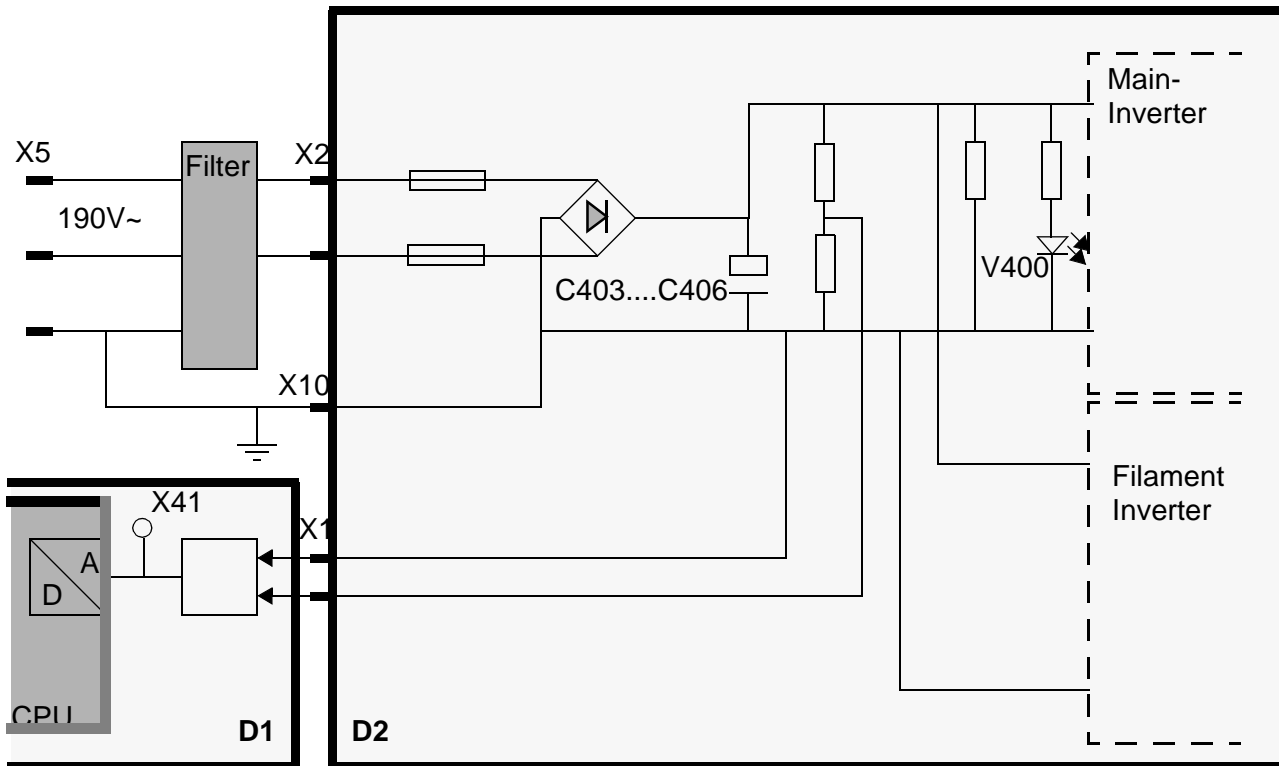 Main-
Inverter
X5
Filter
X2
190V~
V400
C403....C406
X10
Filament
Inverter
X41
X1
A
D
CPU
D1
D2